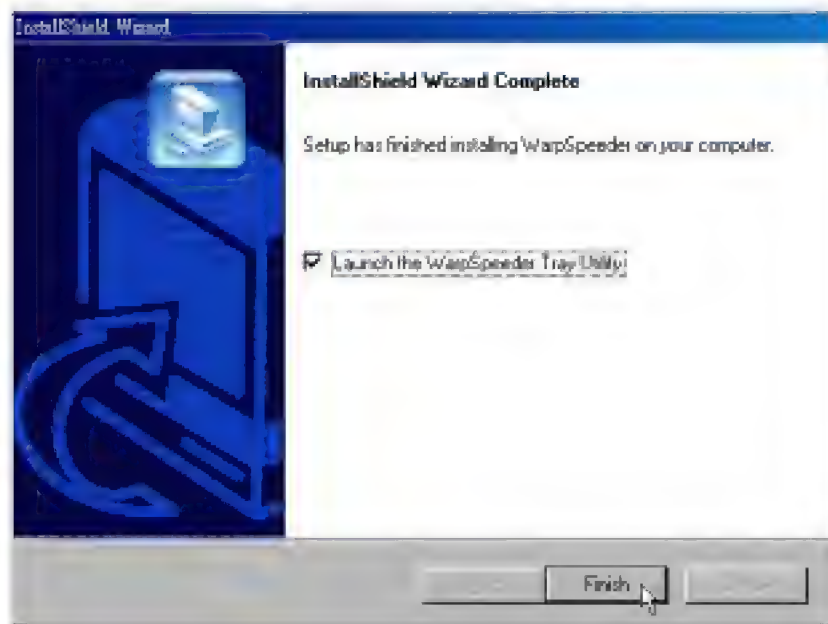 InstallShield Wizard
InstallShield Wizard Complete
Setup has finished installing WarpSpeeder on your computer.
Launch the WarpSpeeder Tray Utility
Finish